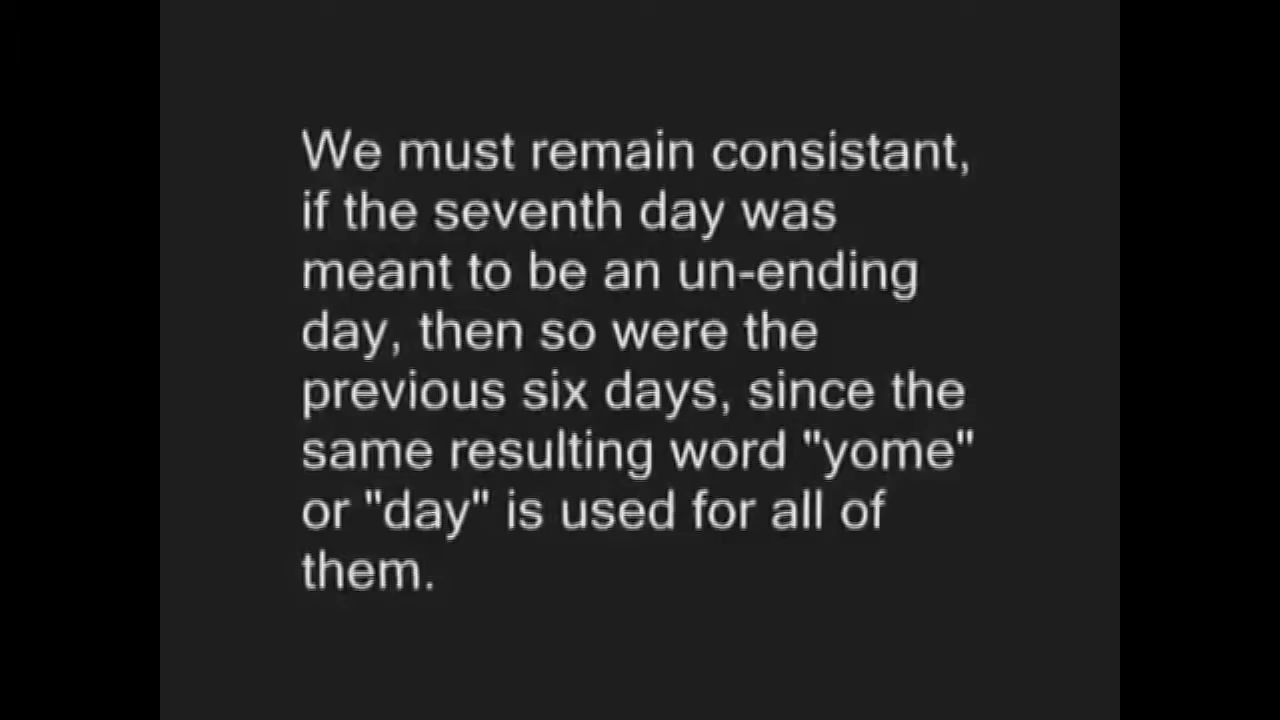 We must remain consistant,
if the seventh day was
meant to be an un-ending
day, then so were the
previous six days, since the
same resulting word "yome"
or "day" is used for all of
them.